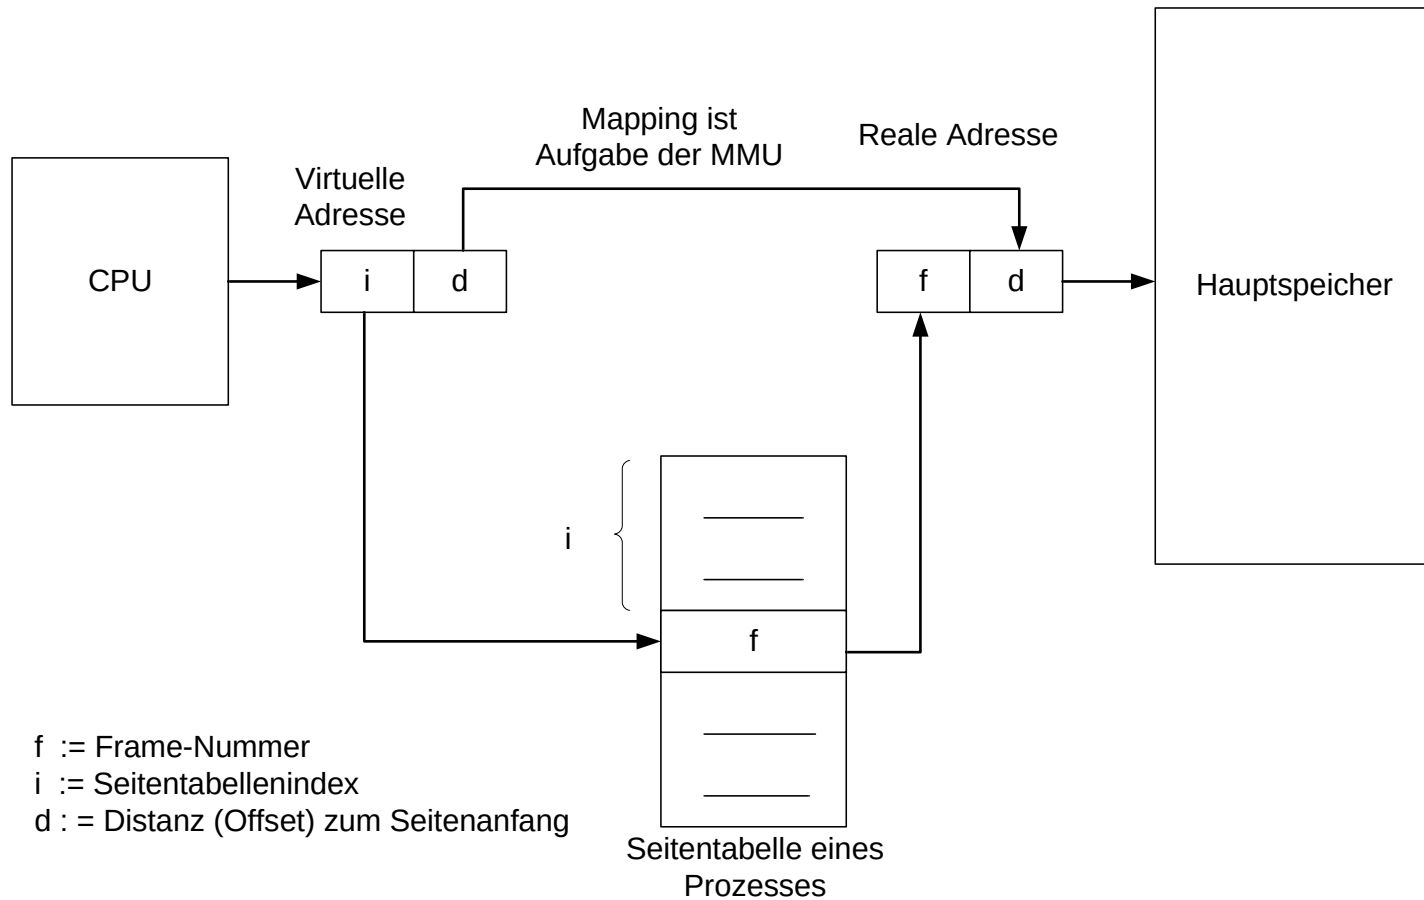 Mapping ist
Aufgabe der MMU
Reale Adresse
Virtuelle
Adresse
CPU
i
d
f
d
Hauptspeicher
i
f
f := Frame-Nummer
i := Seitentabellenindex
d : = Distanz (Offset) zum Seitenanfang
Seitentabelle eines
Prozesses